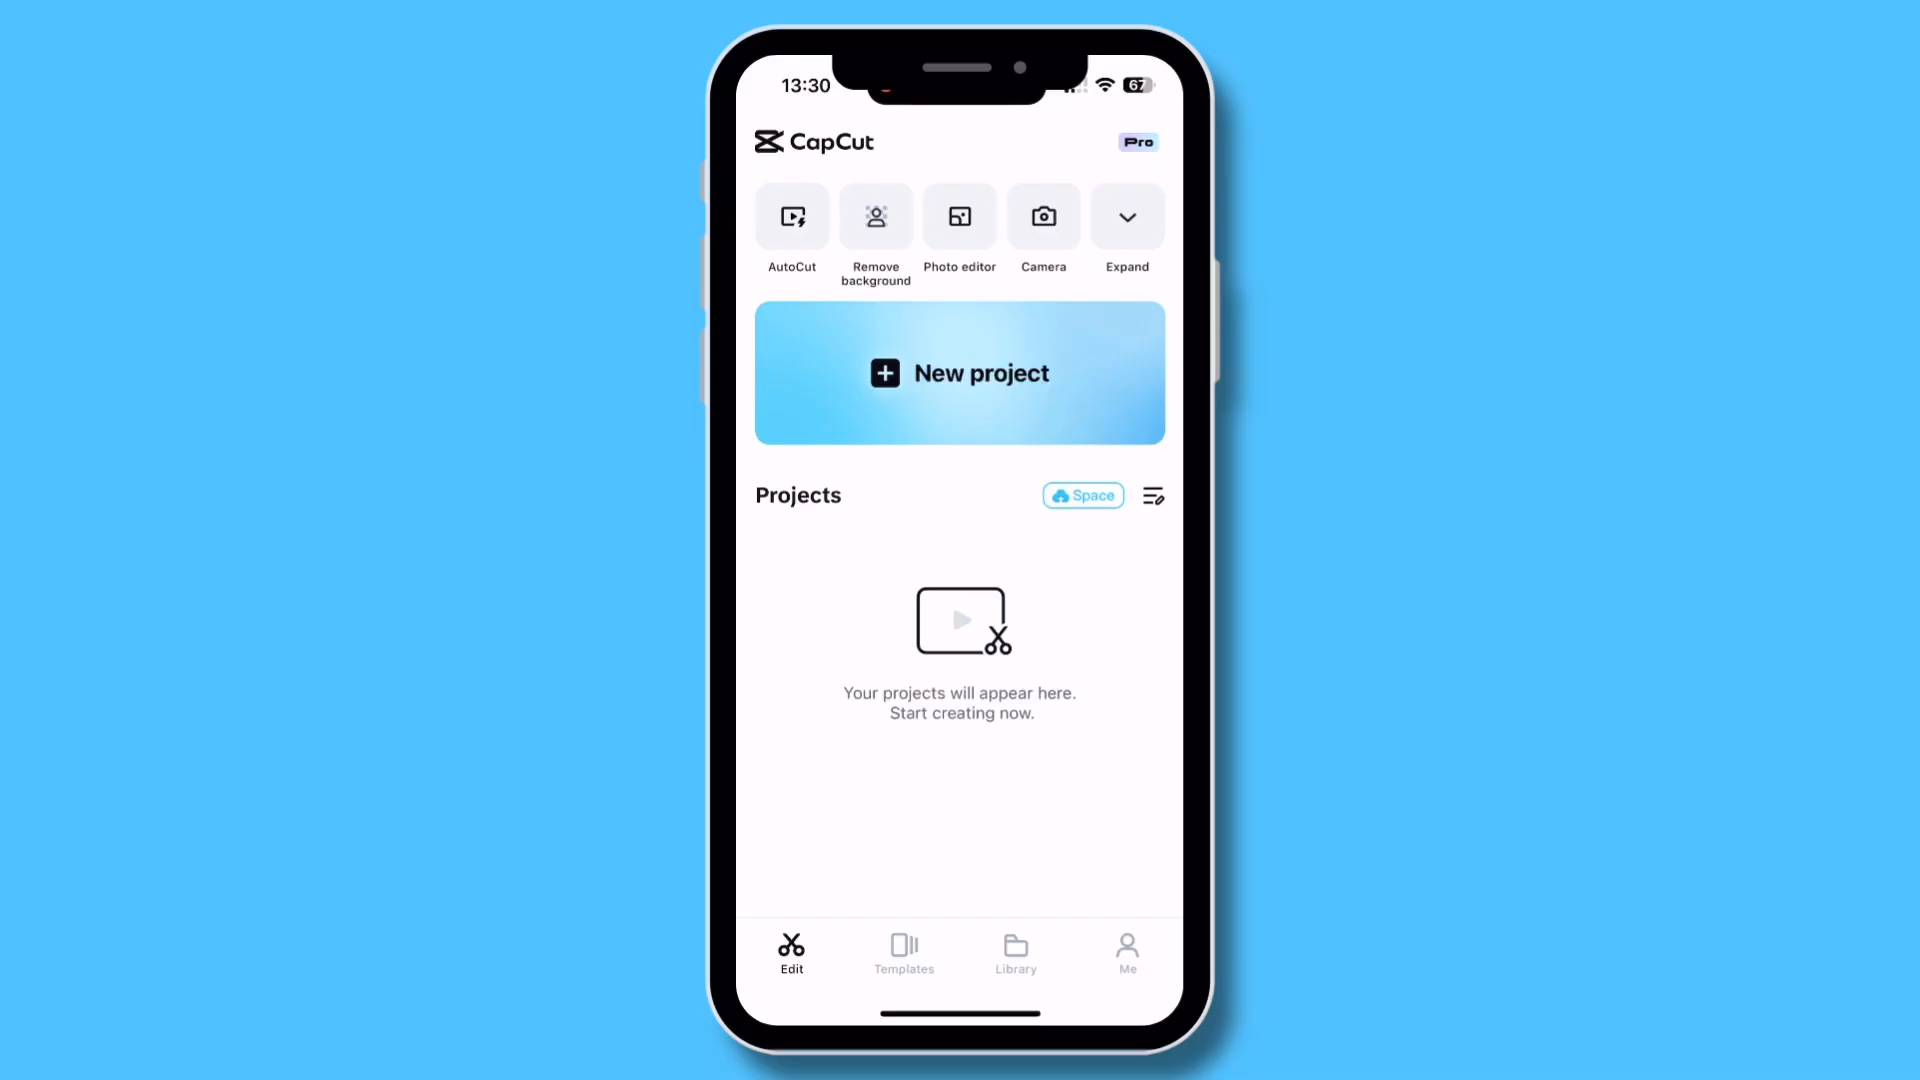 13:30
67
CapCut
Pro
AutoCut
Remove
background
Photo editor
Camera
Expand
New project
Projects
Space
Your projects will appear here.
Start creating now.
Edit
Templates
Library
Me